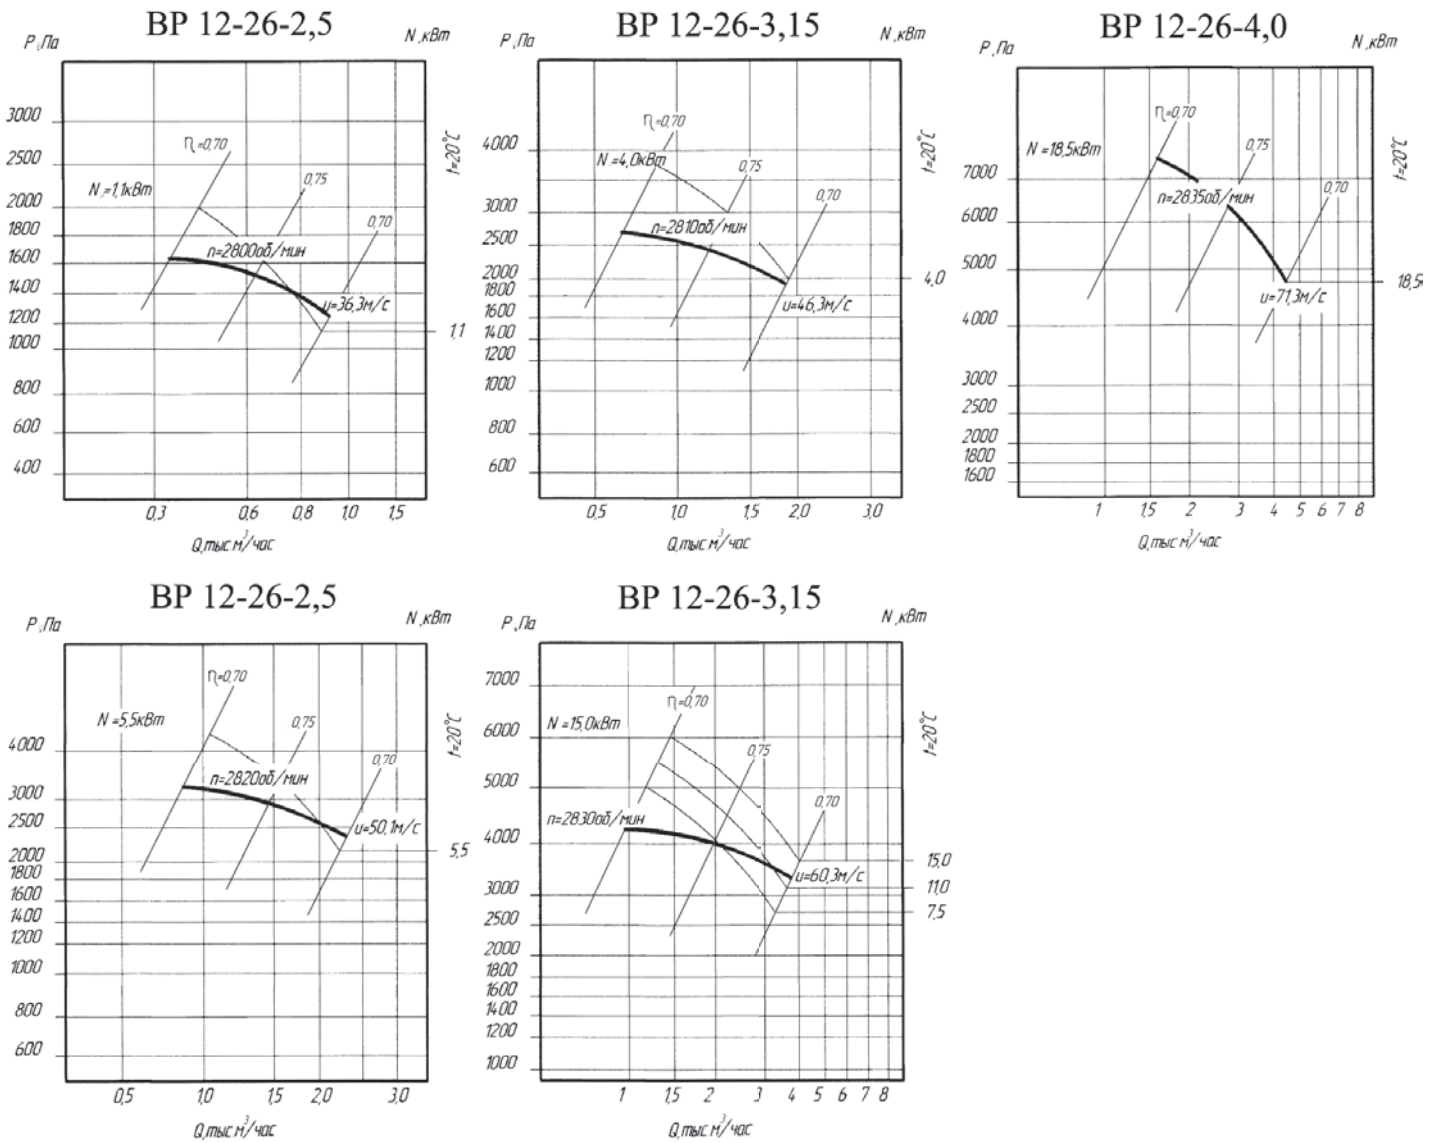 ВР 12-26-2,5
P ,Па
N ,кВт
3000
2500
2000
1800
1600
1400
1200
1000
800
600
400
η=0,70
0,75
0,70
N =1,1кВт
n=2800об/мин
u=36,3м/с
t=20°C
1,1
0,3 0,6 0,8 1,0 1,5
Q,тыс м³/час
ВР 12-26-3,15
P ,Па
N ,кВт
4000
3000
2500
2000
1800
1600
1400
1200
1000
800
600
η=0,70
0,75
0,70
N =4,0кВт
n=2810об/мин
u=46,3м/с
t=20°C
4,0
0,5 1,0 1,5 2,0 3,0
Q,тыс м³/час
ВР 12-26-4,0
P ,Па
N ,кВт
7000
6000
5000
4000
3000
2500
2000
1800
1600
η=0,70
0,75
0,70
N =18,5кВт
n=2835об/мин
u=71,3м/с
t=20°C
18,5
1 1,5 2 3 4 5 6 7 8
Q,тыс м³/час
ВР 12-26-2,5
P ,Па
N ,кВт
4000
3000
2500
2000
1800
1600
1400
1200
1000
800
600
η=0,70
0,75
0,70
N =5,5кВт
n=2820об/мин
u=50,1м/с
t=20°C
5,5
0,5 1,0 1,5 2,0 3,0
Q,тыс м³/час
ВР 12-26-3,15
P ,Па
N ,кВт
7000
6000
5000
4000
3000
2500
2000
1800
1600
1400
1200
1000
η=0,70
0,75
0,70
N =15,0кВт
n=2830об/мин
u=60,3м/с
t=20°C
15,0
11,0
7,5
1 1,5 2 3 4 5 6 7 8
Q,тыс м³/час